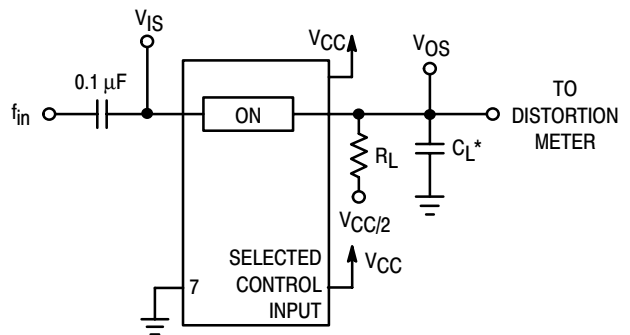 V_IS
V_CC
V_OS
0.1 μF
f_in
ON
TO
DISTORTION
METER
R_L
C_L*
V_CC/2
SELECTED
CONTROL
INPUT
V_CC
7